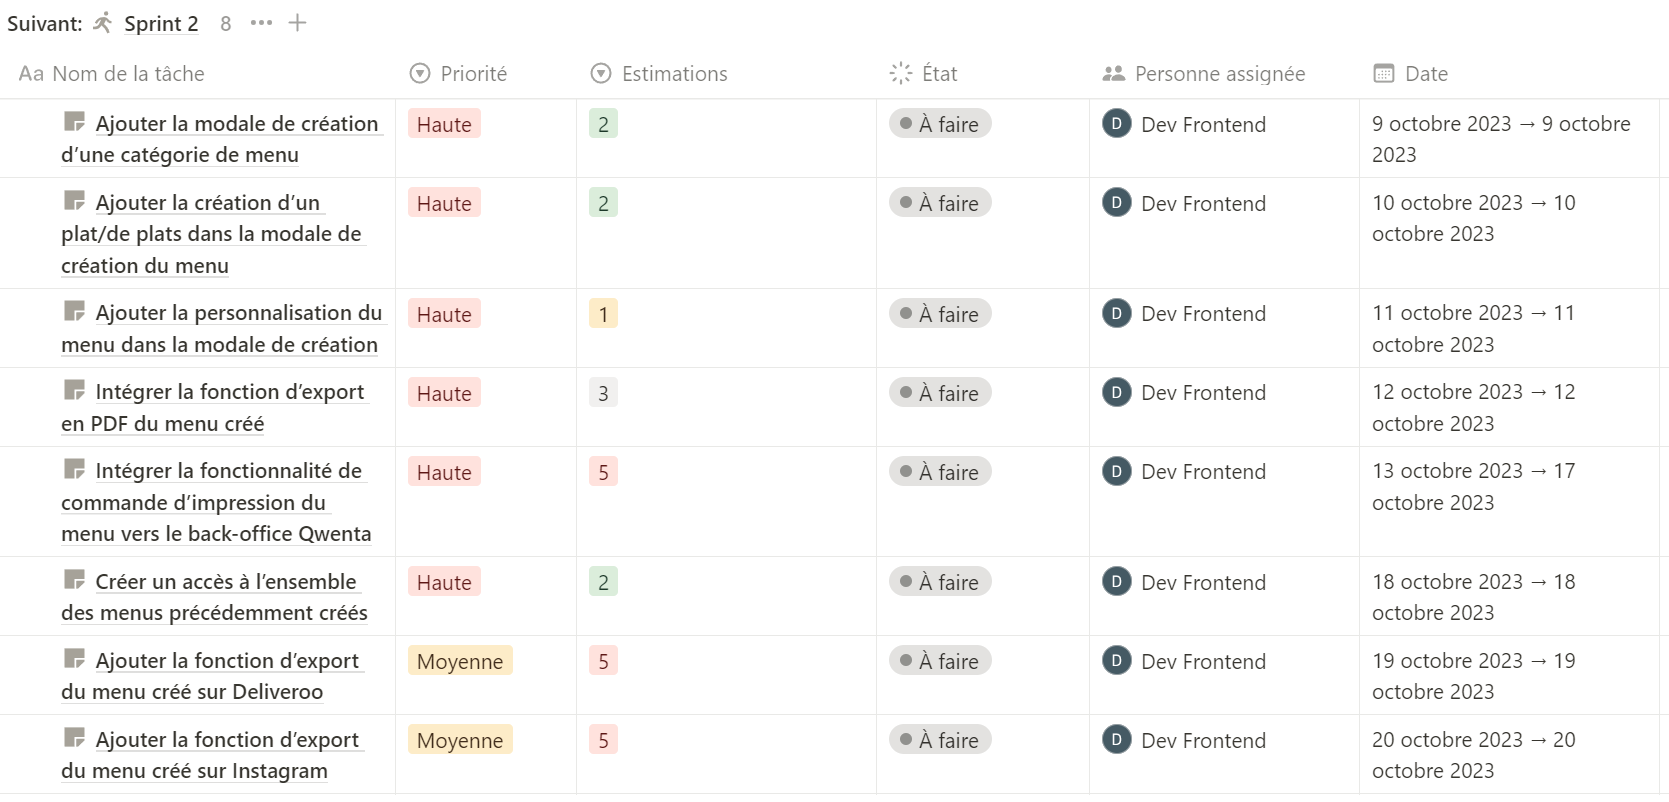 Suivant: Sprint 2 8
Aa Nom de la tâche Priorité Estimations État Personne assignée Date
Ajouter la modale de création Haute 2 À faire D Dev Frontend 9 octobre 2023 → 9 octobre
d’une catégorie de menu 2023
Ajouter la création d’un Haute 2 À faire D Dev Frontend 10 octobre 2023 → 10
plat/de plats dans la modale de octobre 2023
création du menu
Ajouter la personnalisation du Haute 1 À faire D Dev Frontend 11 octobre 2023 → 11
menu dans la modale de création octobre 2023
Intégrer la fonction d’export Haute 3 À faire D Dev Frontend 12 octobre 2023 → 12
en PDF du menu créé octobre 2023
Intégrer la fonctionnalité de Haute 5 À faire D Dev Frontend 13 octobre 2023 → 17
commande d’impression du octobre 2023
menu vers le back-office Qwenta
Créer un accès à l’ensemble Haute 2 À faire D Dev Frontend 18 octobre 2023 → 18
des menus précédemment créés octobre 2023
Ajouter la fonction d’export Moyenne 5 À faire D Dev Frontend 19 octobre 2023 → 19
du menu créé sur Deliveroo octobre 2023
Ajouter la fonction d’export Moyenne 5 À faire D Dev Frontend 20 octobre 2023 → 20
du menu créé sur Instagram octobre 2023